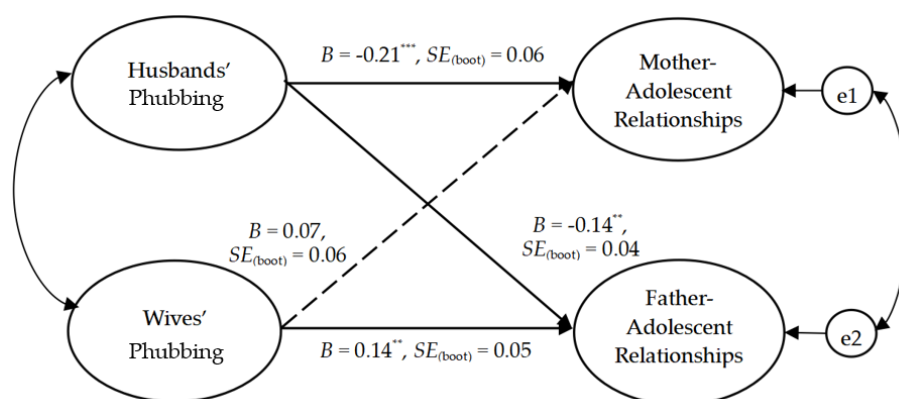 B = -0.21***, SE(boot) = 0.06
Husbands'
Phubbing
Mother-
Adolescent
Relationships
e1
B = 0.07,
SE(boot) = 0.06
B = -0.14**,
SE(boot) = 0.04
Wives'
Phubbing
Father-
Adolescent
Relationships
e2
B = 0.14**, SE(boot) = 0.05